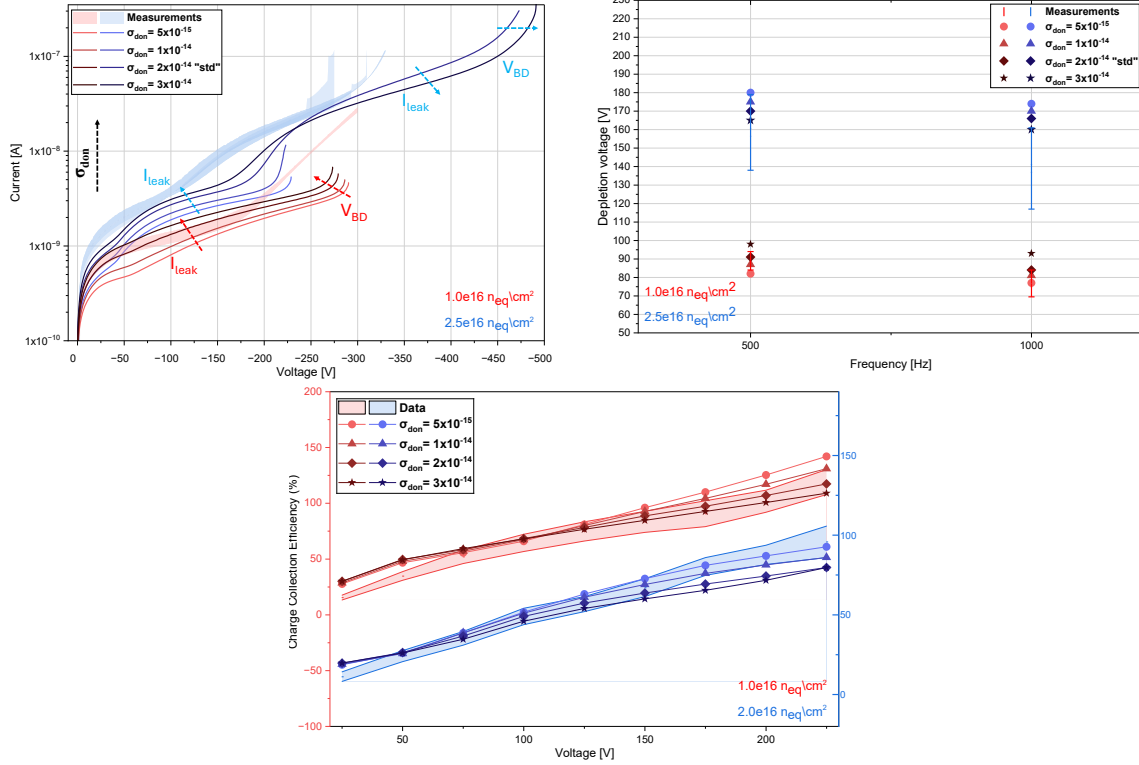 Measurements
σdon= 5x10-15
σdon= 1x10-14
σdon= 2x10-14 "std"
σdon= 3x10-14
1x10-7
1x10-8
1x10-9
1x10-10
Current [A]
σdon
Ileak
Ileak
Ileak
VBD
VBD
1.0e16 neq\cm2
2.5e16 neq\cm2
0 −50 −100 −150 −200 −250 −300 −350 −400 −450 −500
Voltage [V]
Measurements
σdon= 5x10-15
σdon= 1x10-14
σdon= 2x10-14 "std"
σdon= 3x10-14
230
220
210
200
190
180
170
160
150
140
130
120
110
100
90
80
70
60
50
Depletion voltage [V]
1.0e16 neq\cm2
2.5e16 neq\cm2
500 1000
Frequency [Hz]
Data
σdon= 5x10-15
σdon= 1x10-14
σdon= 2x10-14
σdon= 3x10-14
200
150
100
50
0
−50
−100
Charge Collection Efficiency (%)
150
100
50
0
1.0e16 neq\cm2
2.0e16 neq\cm2
50 100 150 200
Voltage [V]